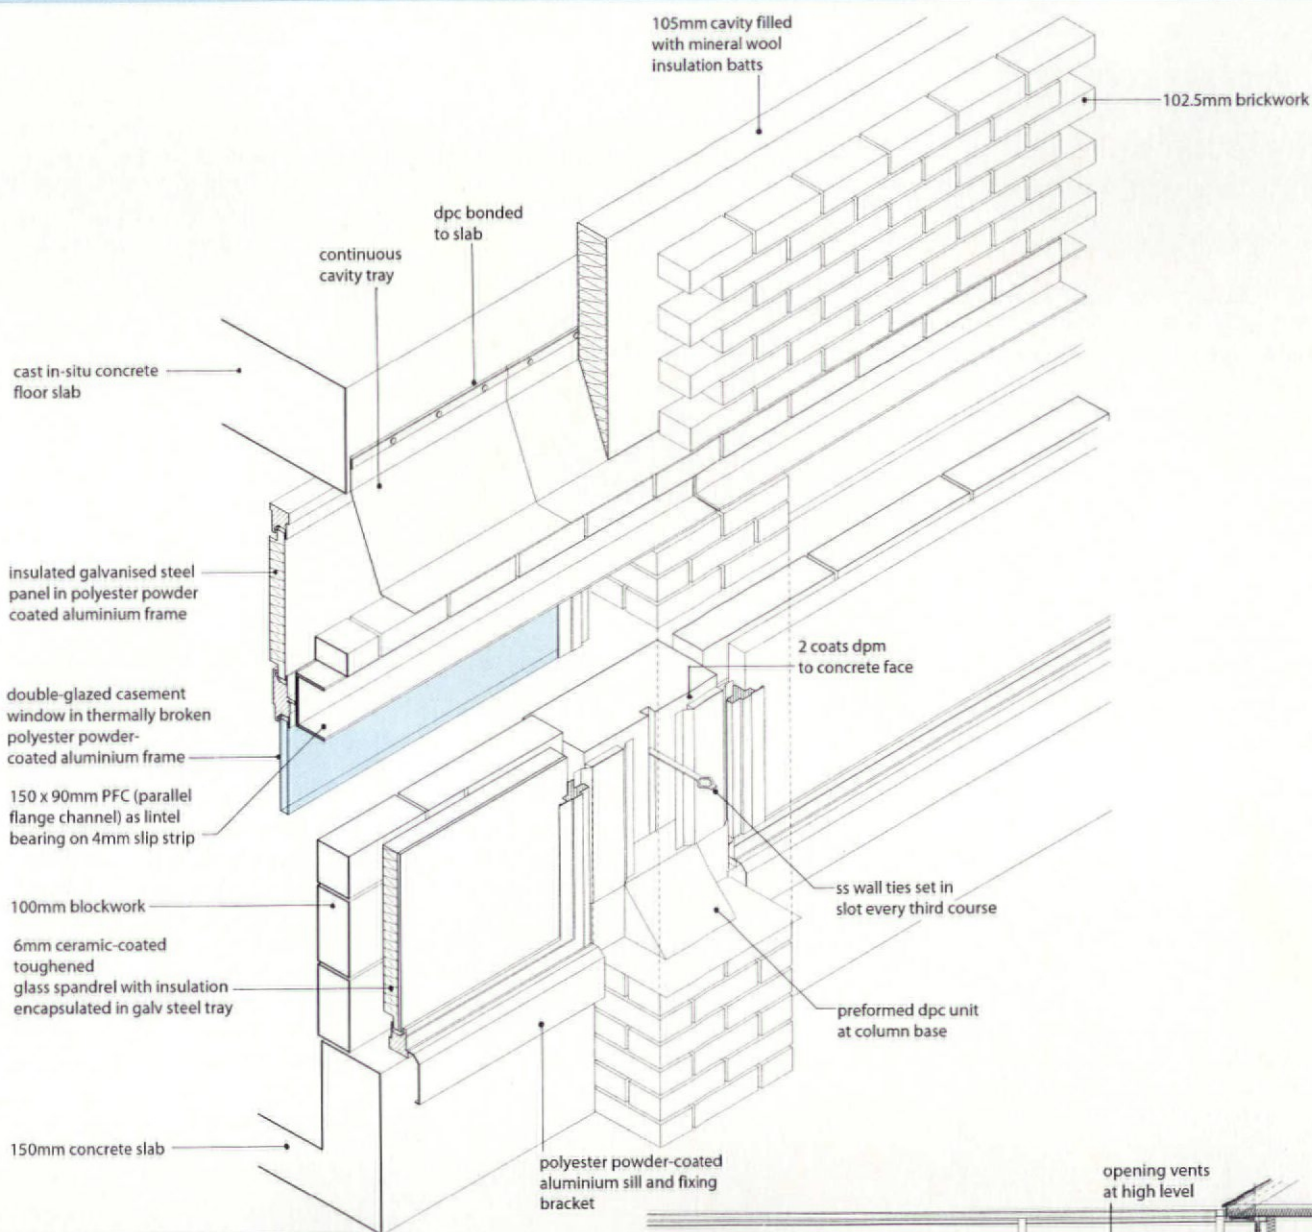 105mm cavity filled
with mineral wool
insulation batts
102.5mm brickwork
dpc bonded
to slab
continuous
cavity tray
cast in-situ concrete
floor slab
insulated galvanised steel
panel in polyester powder
coated aluminium frame
2 coats dpm
to concrete face
double-glazed casement
window in thermally broken
polyester powder-
coated aluminium frame
150 x 90mm PFC (parallel
flange channel) as lintel
bearing on 4mm slip strip
ss wall ties set in
slot every third course
100mm blockwork
6mm ceramic-coated
toughened
glass spandrel with insulation
encapsulated in galv steel tray
preformed dpc unit
at column base
150mm concrete slab
polyester powder-coated
aluminium sill and fixing
bracket
opening vents
at high level